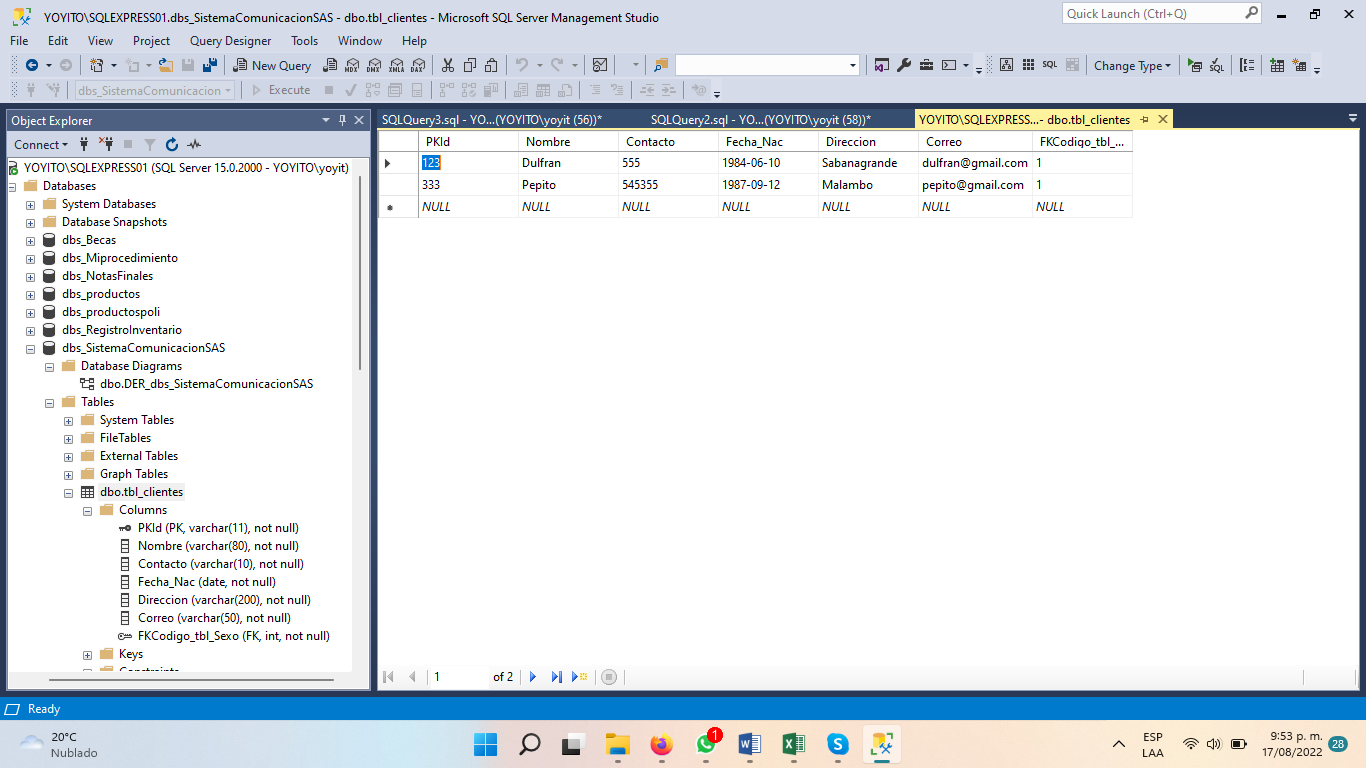 YOYITO\SQLEXPRESS01.dbs_SistemaComunicacionSAS - dbo.tbl_clientes - Microsoft SQL Server Management Studio
Quick Launch (Ctrl+Q)
File Edit View Project Query Designer Tools Window Help
New Query MDX DMX XMLA DAX SQL Change Type SQL
dbs_SistemaComunicacion Execute
Object Explorer
Connect
YOYITO\SQLEXPRESS01 (SQL Server 15.0.2000 - YOYITO\yoyit)
Databases
System Databases
Database Snapshots
dbs_Becas
dbs_Miprocedimiento
dbs_NotasFinales
dbs_productos
dbs_productospoli
dbs_RegistroInventario
dbs_SistemaComunicacionSAS
Database Diagrams
dbo.DER_dbs_SistemaComunicacionSAS
Tables
System Tables
FileTables
External Tables
Graph Tables
dbo.tbl_clientes
Columns
PKId (PK, varchar(11), not null)
Nombre (varchar(80), not null)
Contacto (varchar(10), not null)
Fecha_Nac (date, not null)
Direccion (varchar(200), not null)
Correo (varchar(50), not null)
FKCodigo_tbl_Sexo (FK, int, not null)
Keys
Constraints
SQLQuery3.sql - YO...(YOYITO\yoyit (56))* SQLQuery2.sql - YO...(YOYITO\yoyit (58))* YOYITO\SQLEXPRESS...- dbo.tbl_clientes
PKId Nombre Contacto Fecha_Nac Direccion Correo FKCodigo_tbl_...
123 Dulfran 555 1984-06-10 Sabanagrande dulfran@gmail.com 1
333 Pepito 545355 1987-09-12 Malambo pepito@gmail.com 1
NULL NULL NULL NULL NULL NULL NULL
1 of 2
Ready
20°C
Nublado
1
ESP
LAA
9:53 p. m.
17/08/2022
28